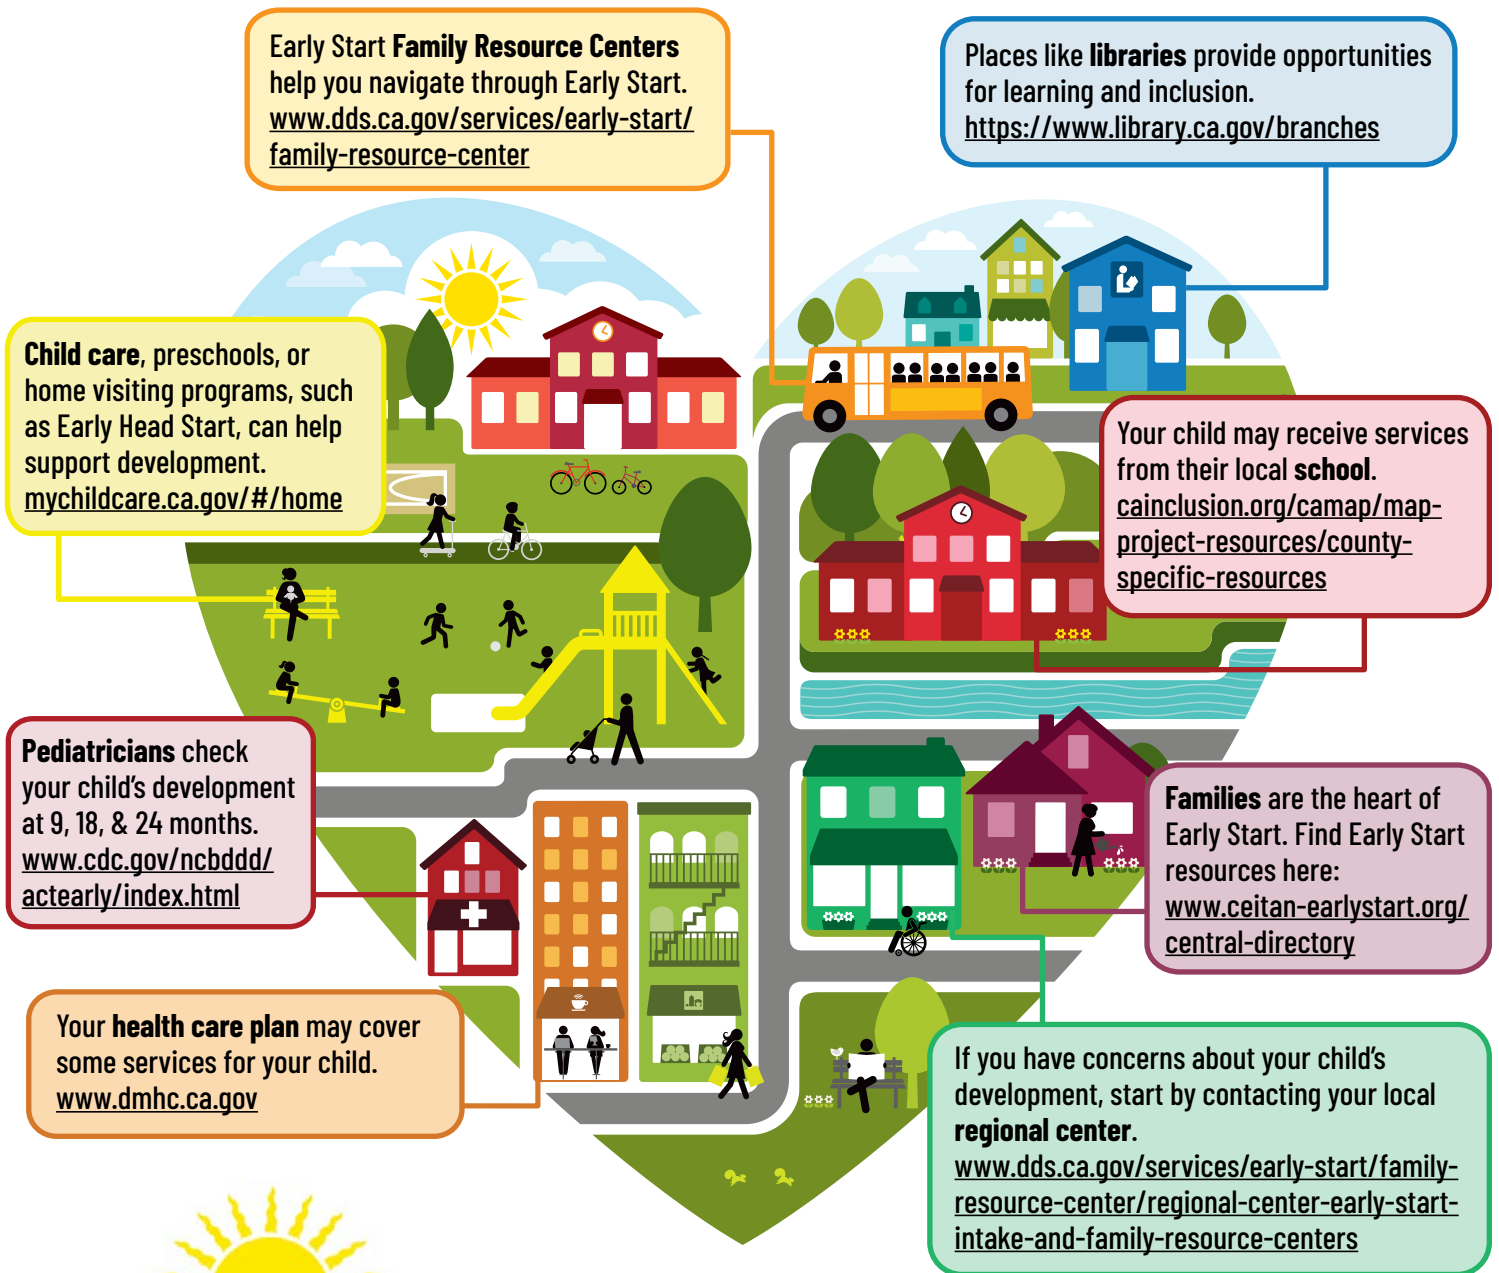 Early Start Family Resource Centers
help you navigate through Early Start.
www.dds.ca.gov/services/early-start/
family-resource-center
Places like libraries provide opportunities
for learning and inclusion.
https://www.library.ca.gov/branches
Child care, preschools, or
home visiting programs, such
as Early Head Start, can help
support development.
mychildcare.ca.gov/#/home
Your child may receive services
from their local school.
cainclusion.org/camap/map-
project-resources/county-
specific-resources
Pediatricians check
your child's development
at 9, 18, & 24 months.
www.cdc.gov/ncbddd/
actearly/index.html
Families are the heart of
Early Start. Find Early Start
resources here:
www.ceitan-earlystart.org/
central-directory
Your health care plan may cover
some services for your child.
www.dmhc.ca.gov
If you have concerns about your child's
development, start by contacting your local
regional center.
www.dds.ca.gov/services/early-start/family-
resource-center/regional-center-early-start-
intake-and-family-resource-centers